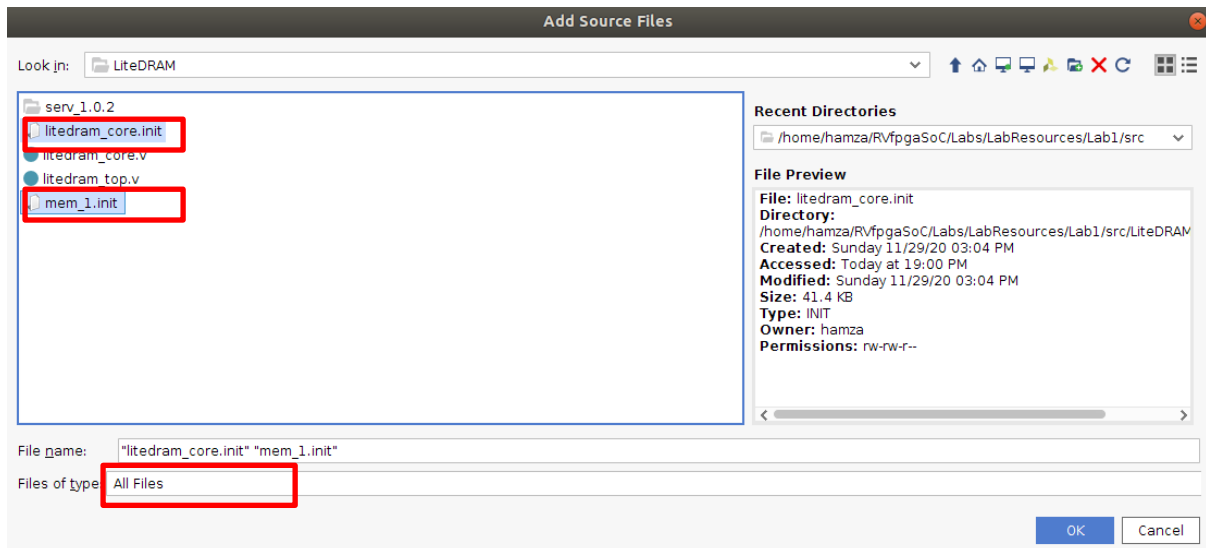 Add Source Files
Look in: LiteDRAM
serv_1.0.2
litedram_core.init
litedram_core.v
litedram_top.v
mem_1.init
Recent Directories
/home/hamza/RVfpgaSoC/Labs/LabResources/Lab1/src
File Preview
File: litedram_core.init
Directory:
/home/hamza/RVfpgaSoC/Labs/LabResources/Lab1/src/LiteDRAM
Created: Sunday 11/29/20 03:04 PM
Accessed: Today at 19:00 PM
Modified: Sunday 11/29/20 03:04 PM
Size: 41.4 KB
Type: INIT
Owner: hamza
Permissions: rw-rw-r--
File name: "litedram_core.init" "mem_1.init"
Files of type: All Files
OK Cancel